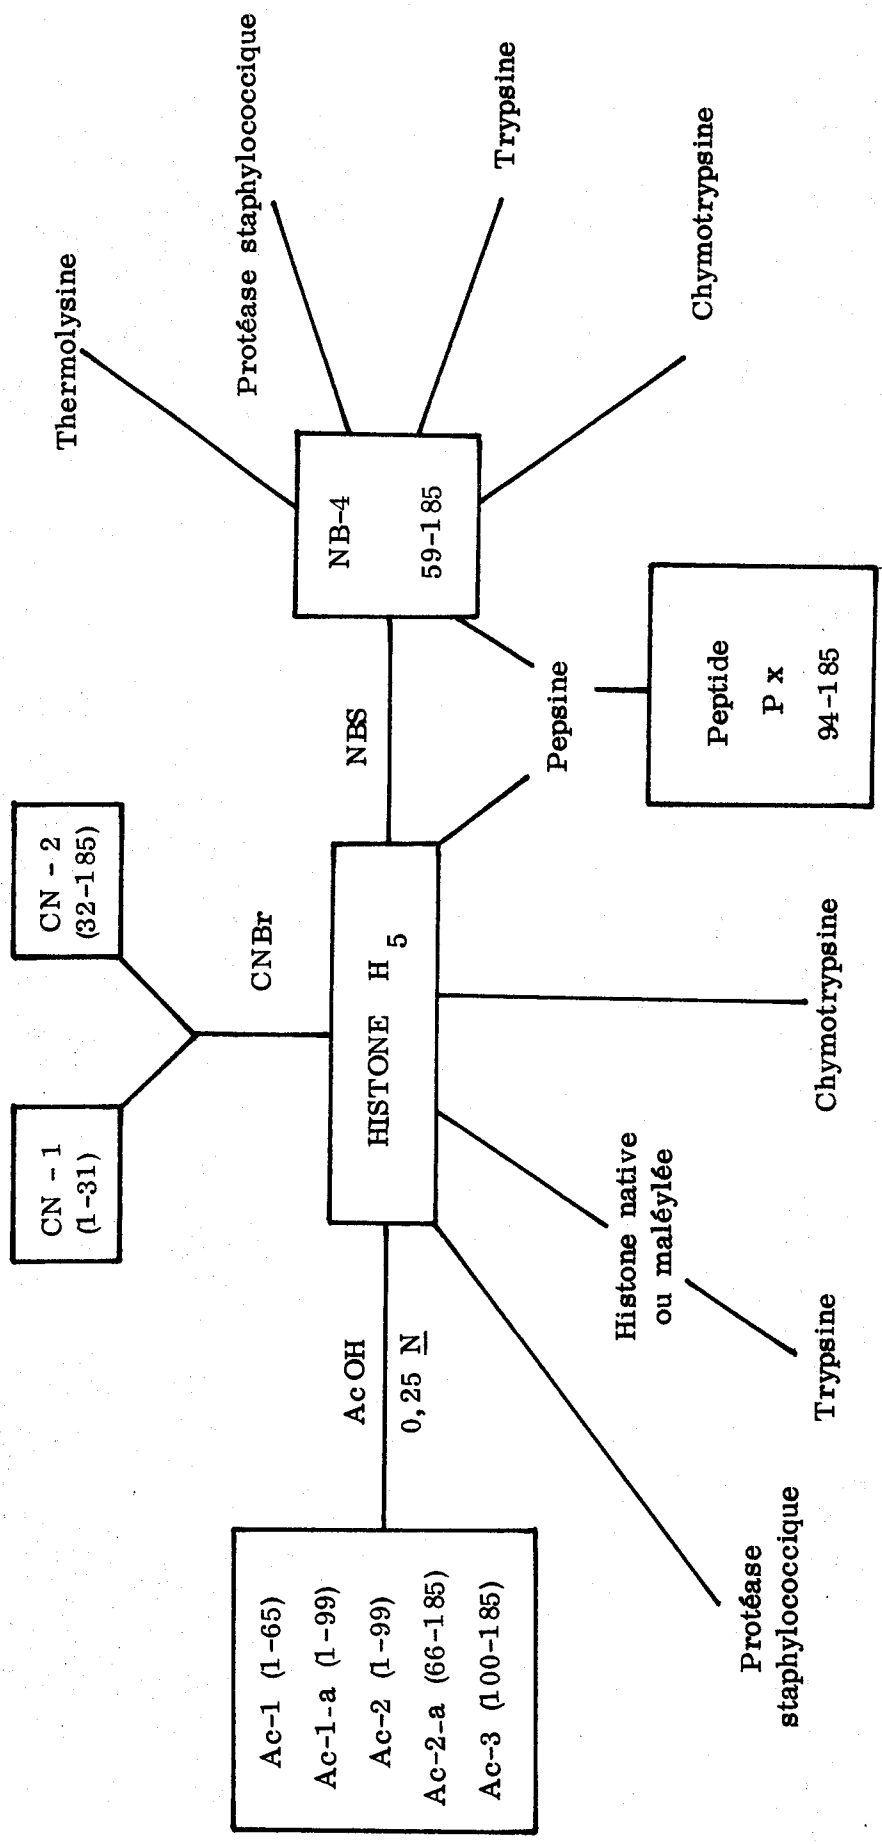 CN - 1
(1-31)
CN - 2
(32-185)
CNBr
Thermolysine
Protéase staphylococcique
Trypsine
Chymotrypsine
Ac-1 (1-65)
Ac-1-a (1-99)
Ac-2 (1-99)
Ac-2-a (66-185)
Ac-3 (100-185)
Ac OH
0,25 N
HISTONE H5
NBS
NB-4
59-185
Pepsine
Peptide
P x
94-185
Protéase
staphylococcique
Histone native
ou maléylée
Trypsine
Chymotrypsine